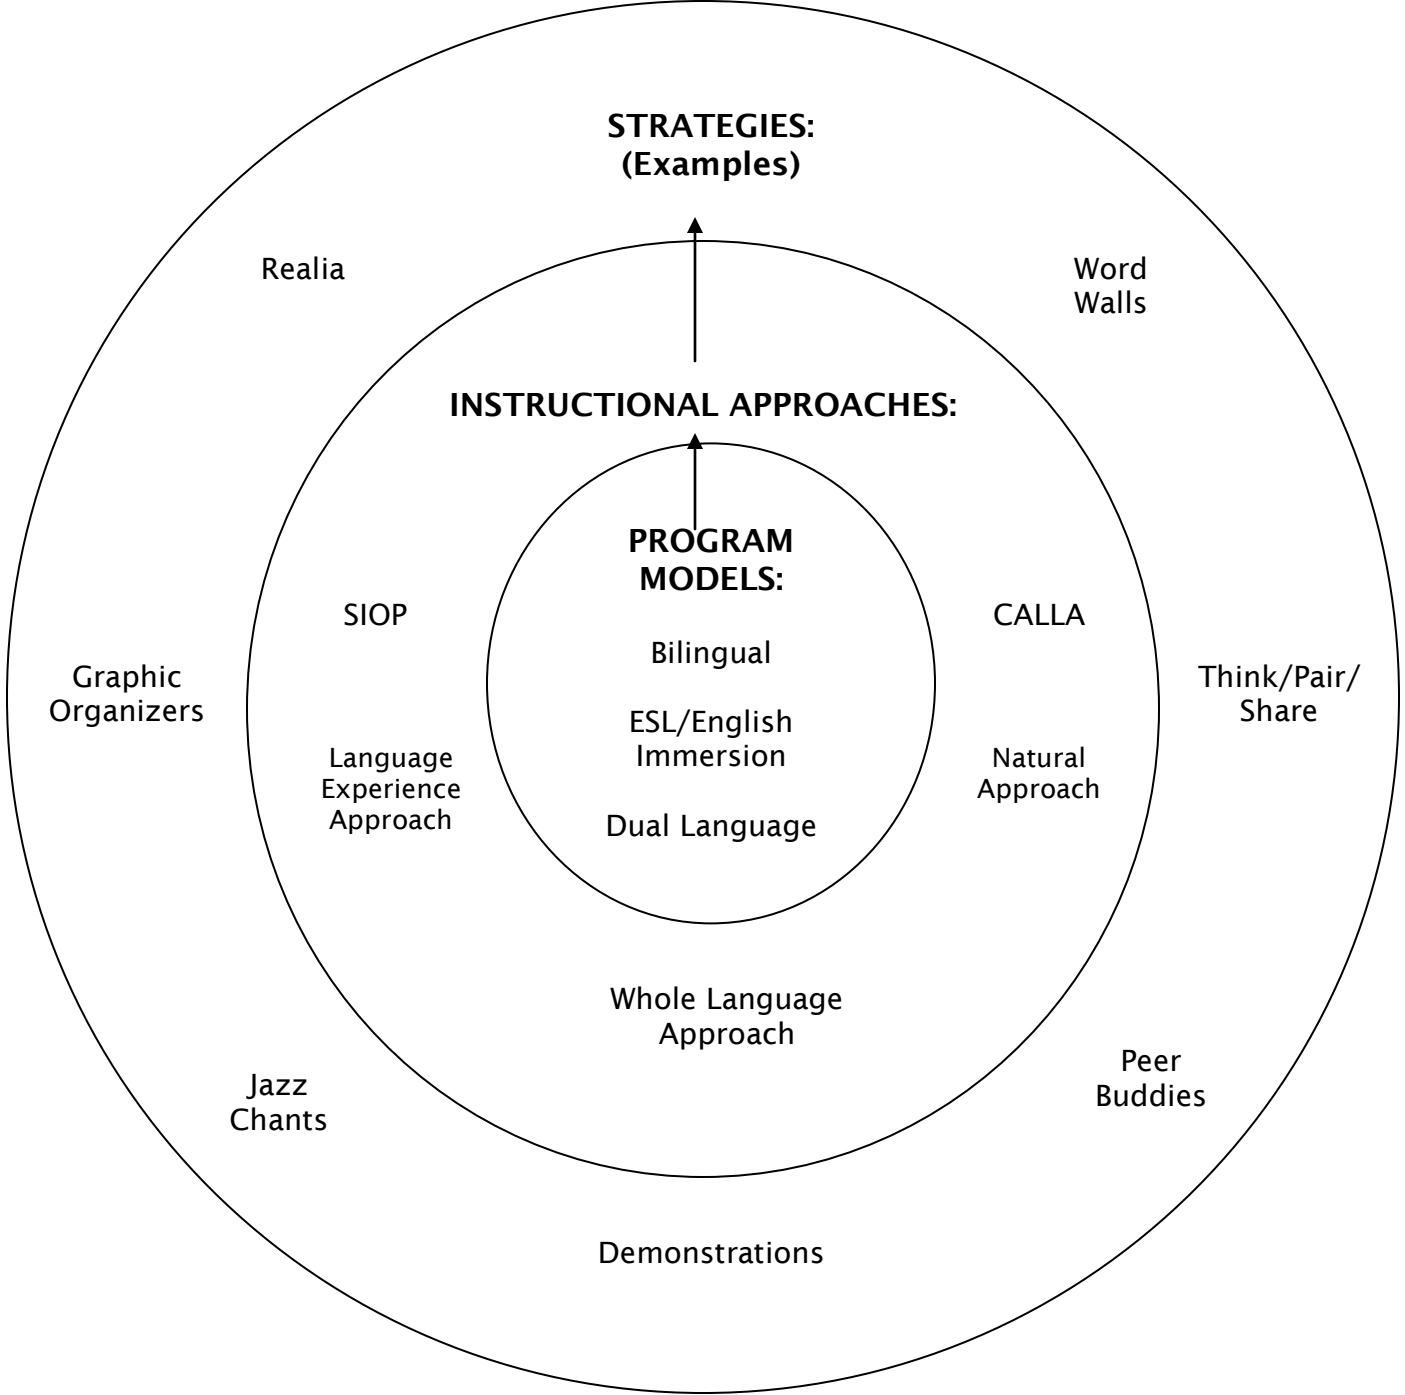 STRATEGIES:
(Examples)
Realia
Word
Walls
INSTRUCTIONAL APPROACHES:
PROGRAM
MODELS:
SIOP
CALLA
Bilingual
Graphic
Organizers
Think/Pair/
Share
ESL/English
Immersion
Language
Experience
Approach
Natural
Approach
Dual Language
Whole Language
Approach
Jazz
Chants
Peer
Buddies
Demonstrations